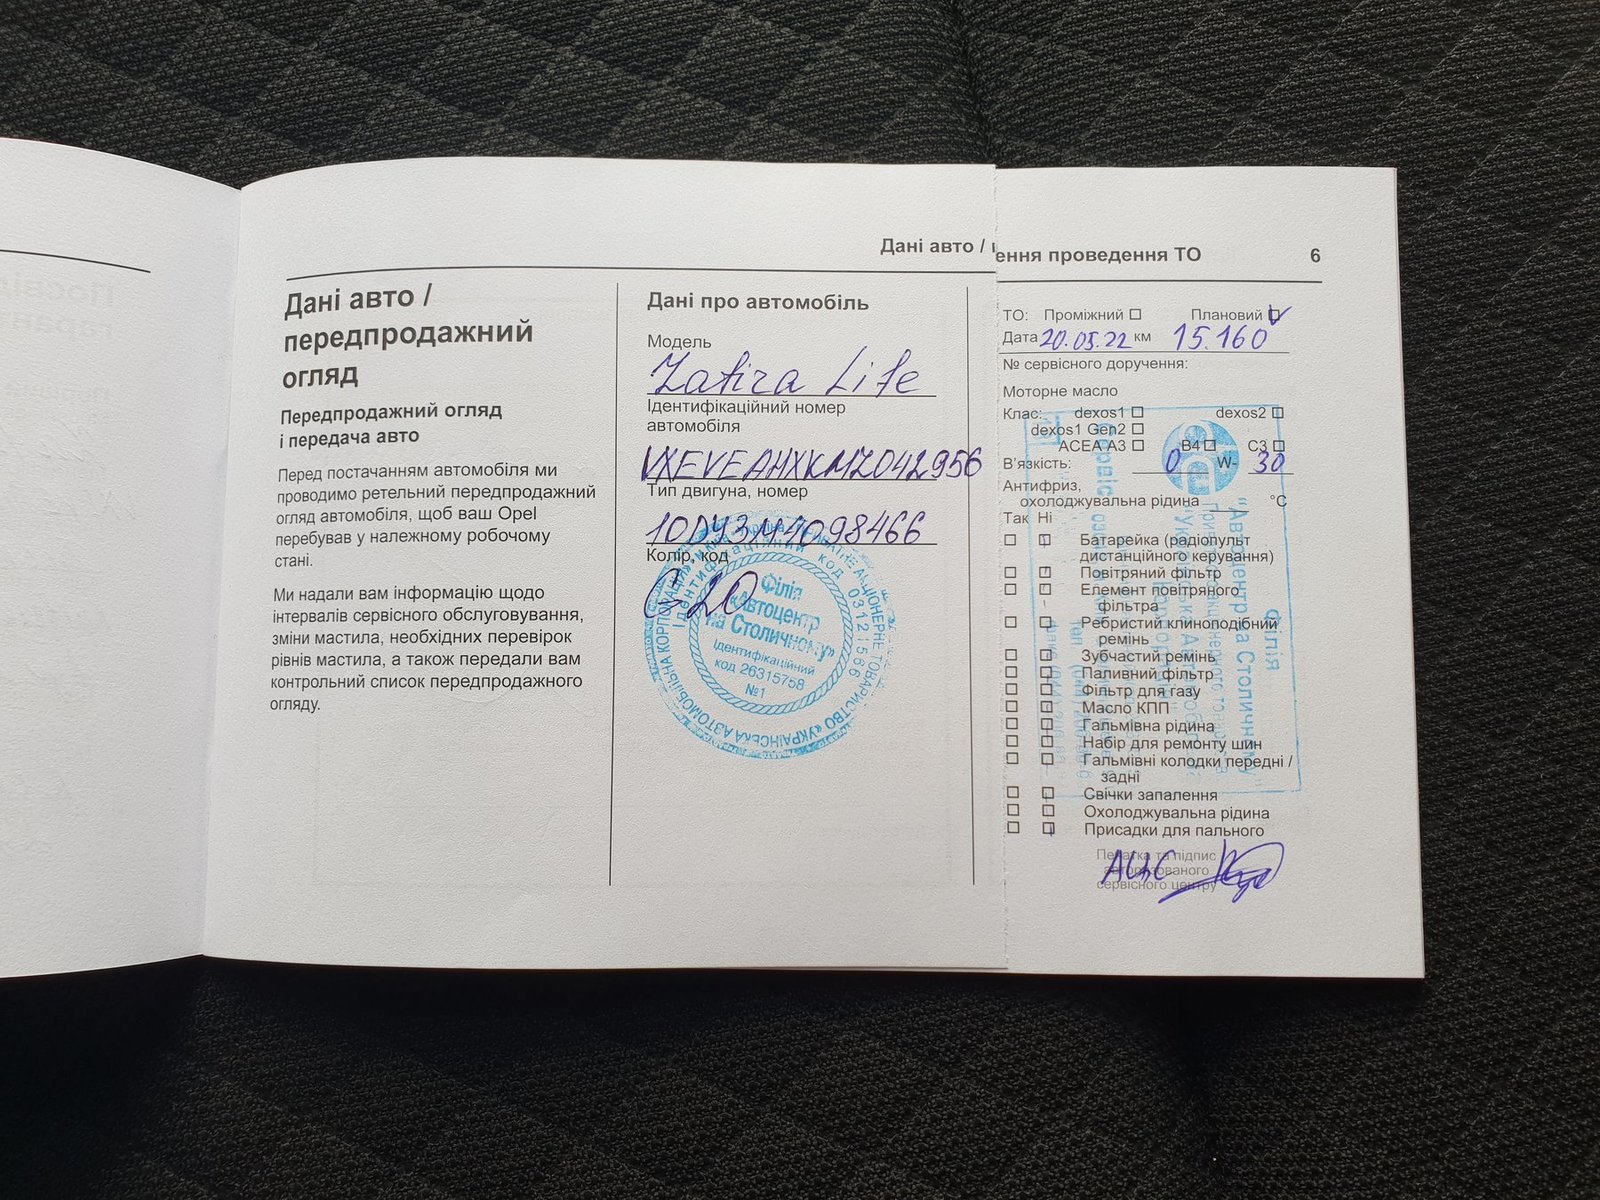 Дані авто /
ення проведення ТО
6
Дані авто /
передпродажний
огляд
Передпродажний огляд
і передача авто
Перед постачанням автомобіля ми
проводимо ретельний передпродажний
огляд автомобіля, щоб ваш Opel
перебував у належному робочому
стані.
Ми надали вам інформацію щодо
інтервалів сервісного обслуговування,
зміни мастила, необхідних перевірок
рівнів мастила, а також передали вам
контрольний список передпродажного
огляду.
Дані про автомобіль
Модель
Zafira Life
Ідентифікаційний номер
автомобіля
VXEVEAHXKMZ042956
Тип двигуна, номер
10DY3M4098466
Колір, код
G20
Філія
«Автоцентр
на Столичному»
Ідентифікаційний
код 26315758
№1
ТО: Проміжний Плановий V
Дата 20.05.22 км 15.160
№ сервісного доручення:
Моторне масло
Клас: dexos1 dexos2
dexos1 Gen2
ACEA A3 B4 C3
В'язкість: 0 W- 30
Антифриз,
охолоджувальна рідина °C
Так Ні
Батарейка (радіопульт
дистанційного керування)
Повітряний фільтр
Елемент повітряного
фільтра
Ребристий клиноподібний
ремінь
Зубчастий ремінь
Паливний фільтр
Фільтр для газу
Масло КПП
Гальмівна рідина
Набір для ремонту шин
Гальмівні колодки передні /
задні
Свічки запалення
Охолоджувальна рідина
Присадки для пального
Печатка та підпис
авторизованого
сервісного центру
Філія
"Автоцентр на Столичному"